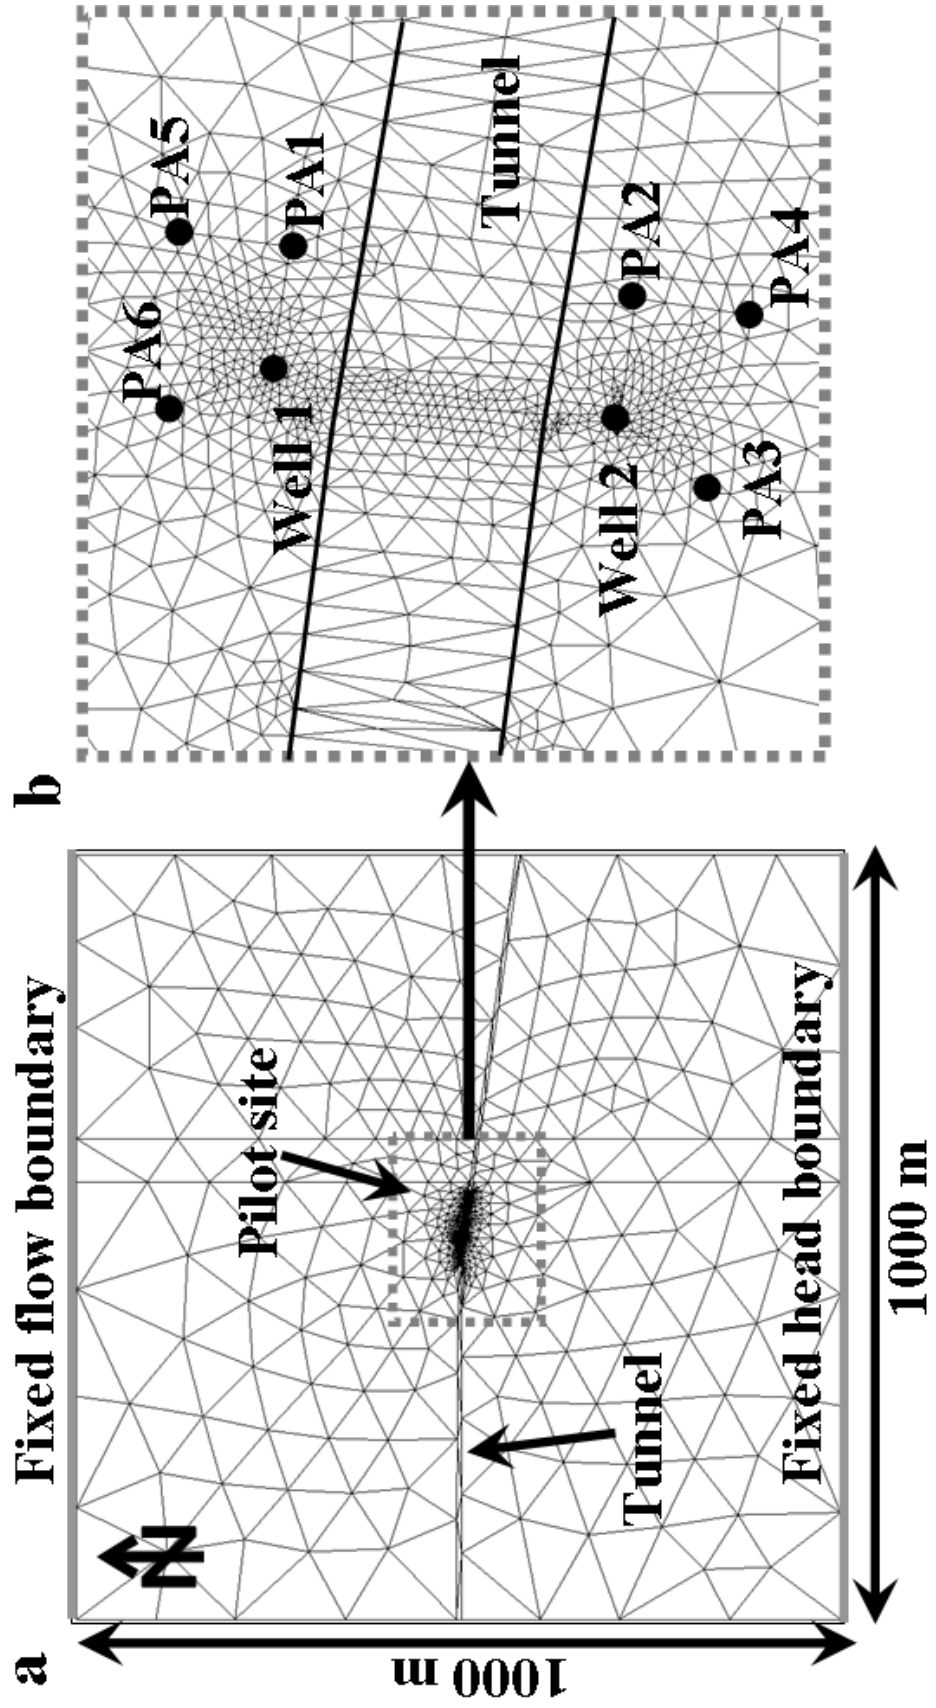 a
N
Fixed flow boundary
Pilot site
Tunnel
Fixed head boundary
1000 m
1000 m
b
PA6
PA5
PA1
Well 1
Tunnel
PA2
Well 2
PA4
PA3